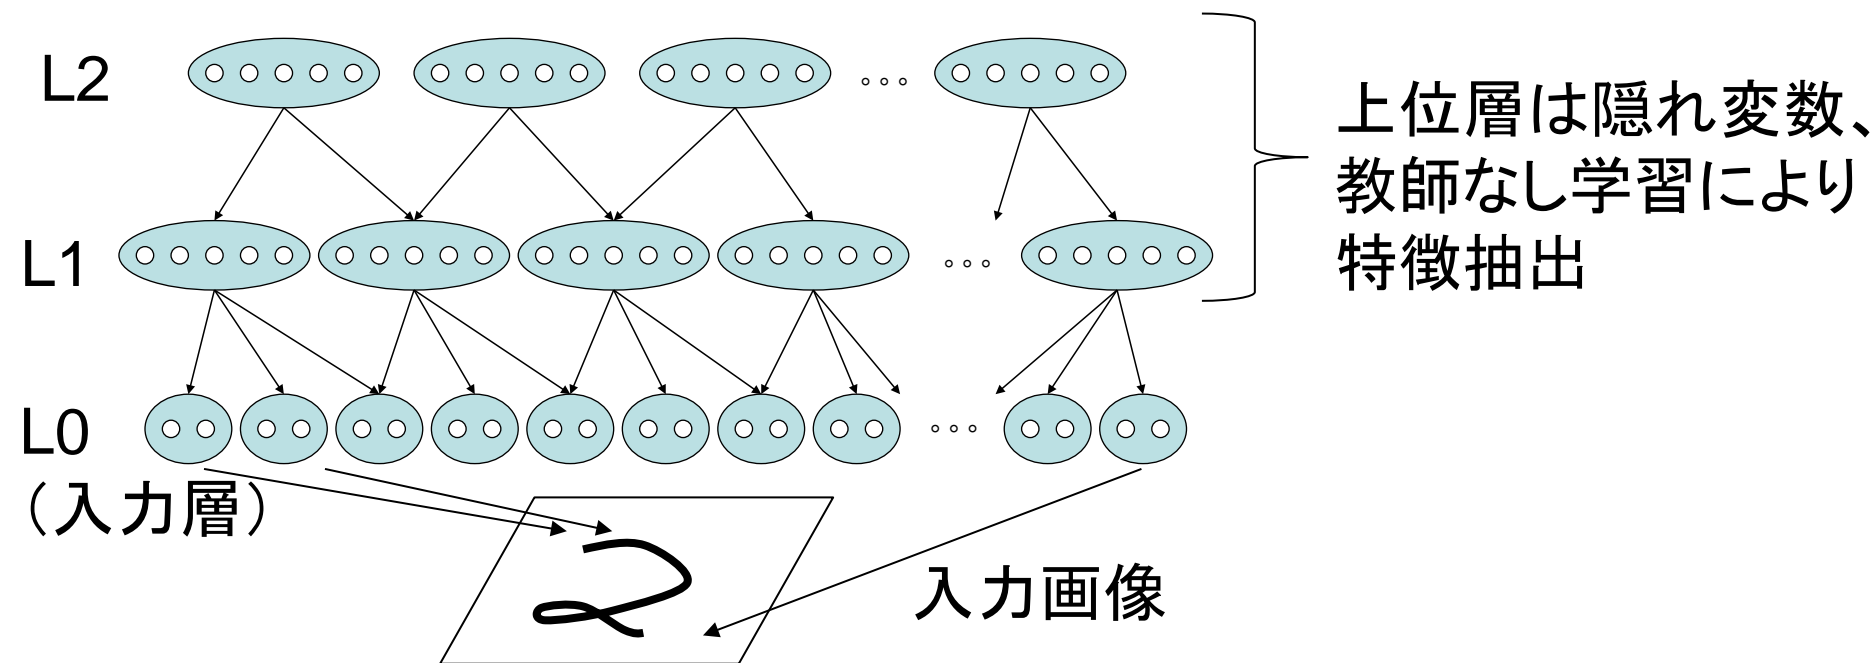 L2
上位層は隠れ変数、
教師なし学習により
特徴抽出
L1
L0
（入力層）
2
入力画像